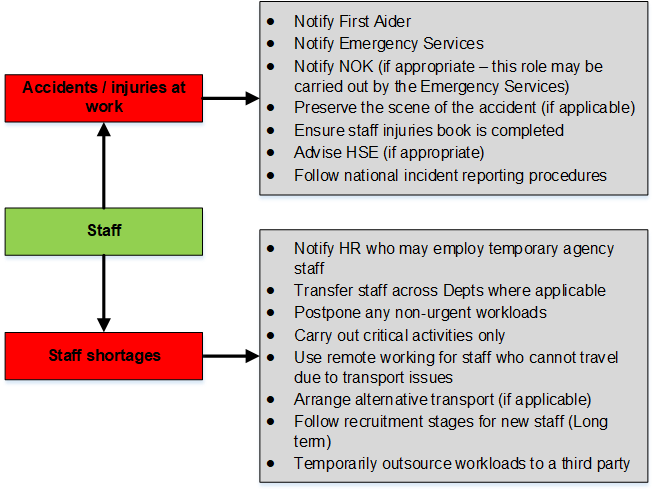 Accidents / injuries at
work
● Notify First Aider
● Notify Emergency Services
● Notify NOK (if appropriate – this role may be
carried out by the Emergency Services)
● Preserve the scene of the accident (if applicable)
● Ensure staff injuries book is completed
● Advise HSE (if appropriate)
● Follow national incident reporting procedures
Staff
Staff shortages
● Notify HR who may employ temporary agency
staff
● Transfer staff across Depts where applicable
● Postpone any non-urgent workloads
● Carry out critical activities only
● Use remote working for staff who cannot travel
due to transport issues
● Arrange alternative transport (if applicable)
● Follow recruitment stages for new staff (Long
term)
● Temporarily outsource workloads to a third party